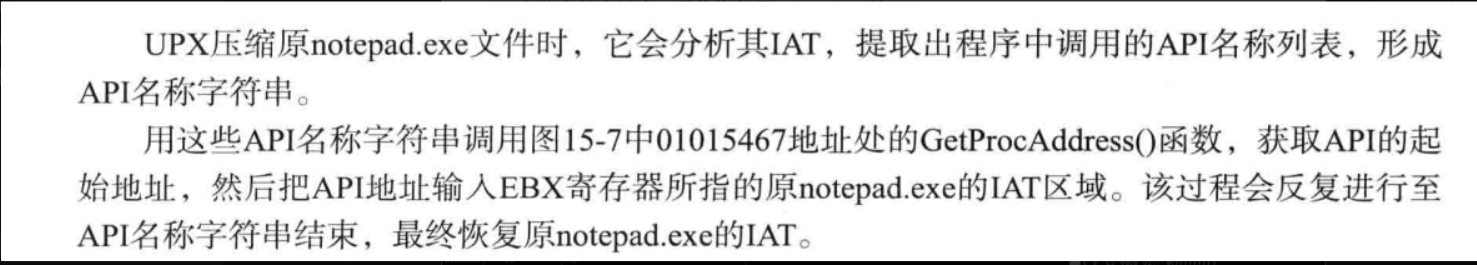 UPX压缩原notepad.exe文件时，它会分析其IAT，提取出程序中调用的API名称列表，形成
API名称字符串。
用这些API名称字符串调用图15-7中01015467地址处的GetProcAddress()函数，获取API的起
始地址，然后把API地址输入EBX寄存器所指的原notepad.exe的IAT区域。该过程会反复进行至
API名称字符串结束，最终恢复原notepad.exe的IAT。